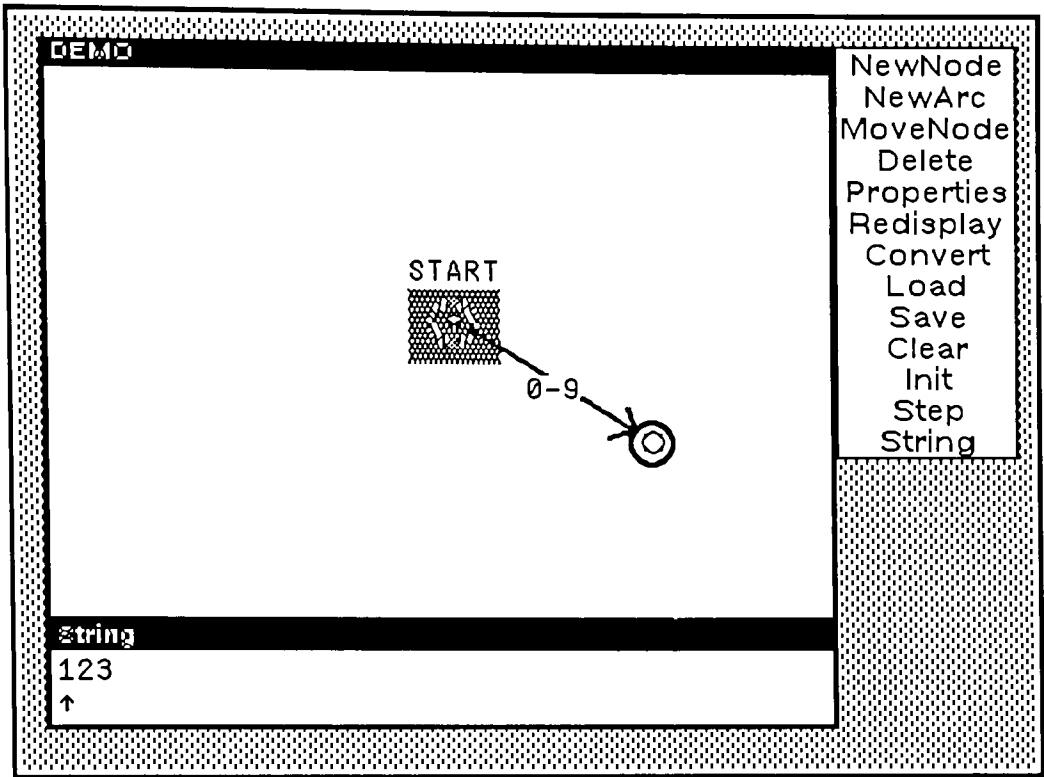 DEMO
NewNode
NewArc
MoveNode
Delete
Properties
Redisplay
Convert
Load
Save
Clear
Init
Step
String
START
0-9
String
123
↑